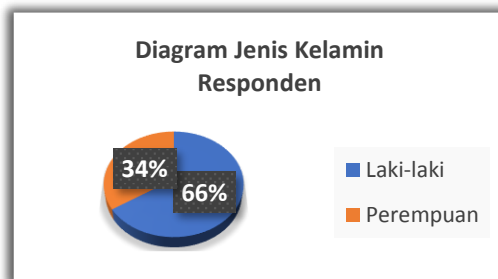 Diagram Jenis Kelamin
Responden
34%
66%
Laki-laki
Perempuan